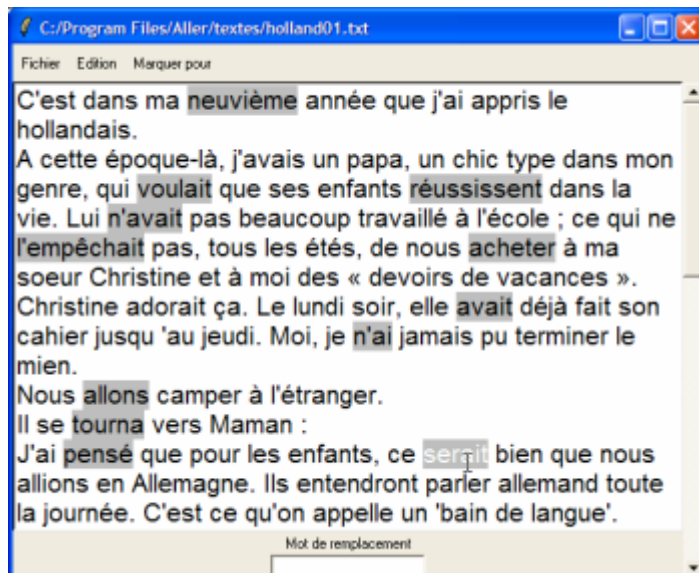 C:/Program Files/Aller/textes/holland01.txt
Fichier Edition Marquer pour
C'est dans ma neuvième année que j'ai appris le
hollandais.
A cette époque-là, j'avais un papa, un chic type dans mon
genre, qui voulait que ses enfants réussissent dans la
vie. Lui n'avait pas beaucoup travaillé à l'école ; ce qui ne
l'empêchait pas, tous les étés, de nous acheter à ma
soeur Christine et à moi des « devoirs de vacances ».
Christine adorait ça. Le lundi soir, elle avait déjà fait son
cahier jusqu 'au jeudi. Moi, je n'ai jamais pu terminer le
mien.
Nous allons camper à l'étranger.
Il se tourna vers Maman :
J'ai pensé que pour les enfants, ce serait bien que nous
allions en Allemagne. Ils entendront parler allemand toute
la journée. C'est ce qu'on appelle un 'bain de langue'.
Mot de remplacement